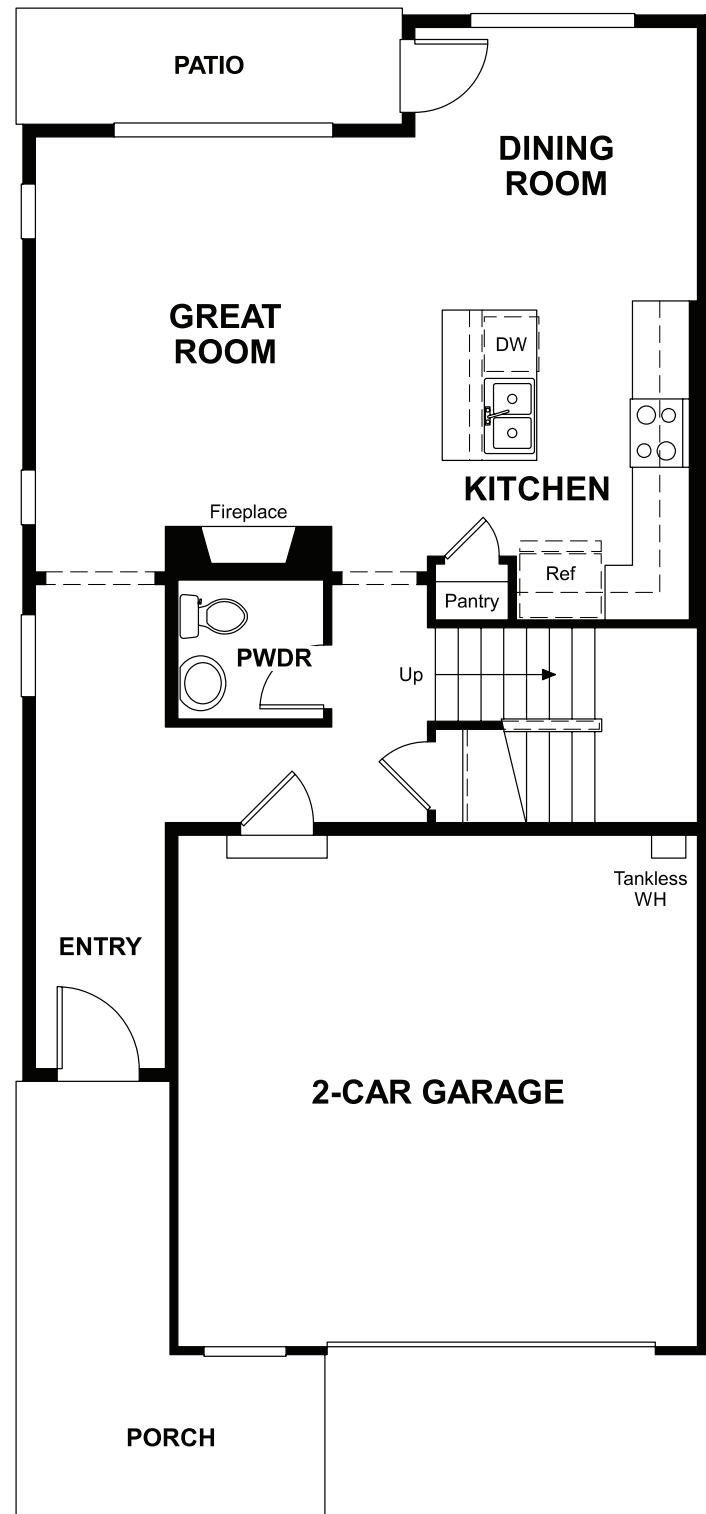 PATIO
DINING
ROOM
GREAT
ROOM
DW
KITCHEN
Fireplace
Ref
Pantry
PWDR
Up
Tankless
WH
ENTRY
2-CAR GARAGE
PORCH